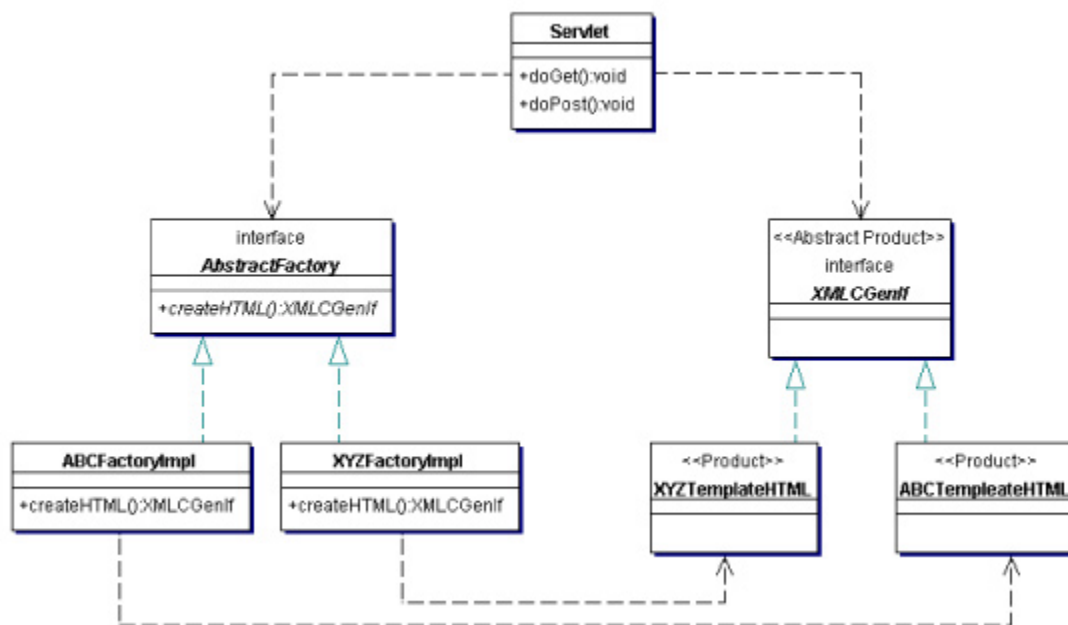 Servlet
+doGet():void
+doPost():void
interface
AbstractFactory
+createHTML():XMLCGenIf
<<Abstract Product>>
interface
XMLCGenIf
ABCFactoryImpl
+createHTML():XMLCGenIf
XYZFactoryImpl
+createHTML():XMLCGenIf
<<Product>>
XYZTemplateHTML
<<Product>>
ABCTempleateHTML